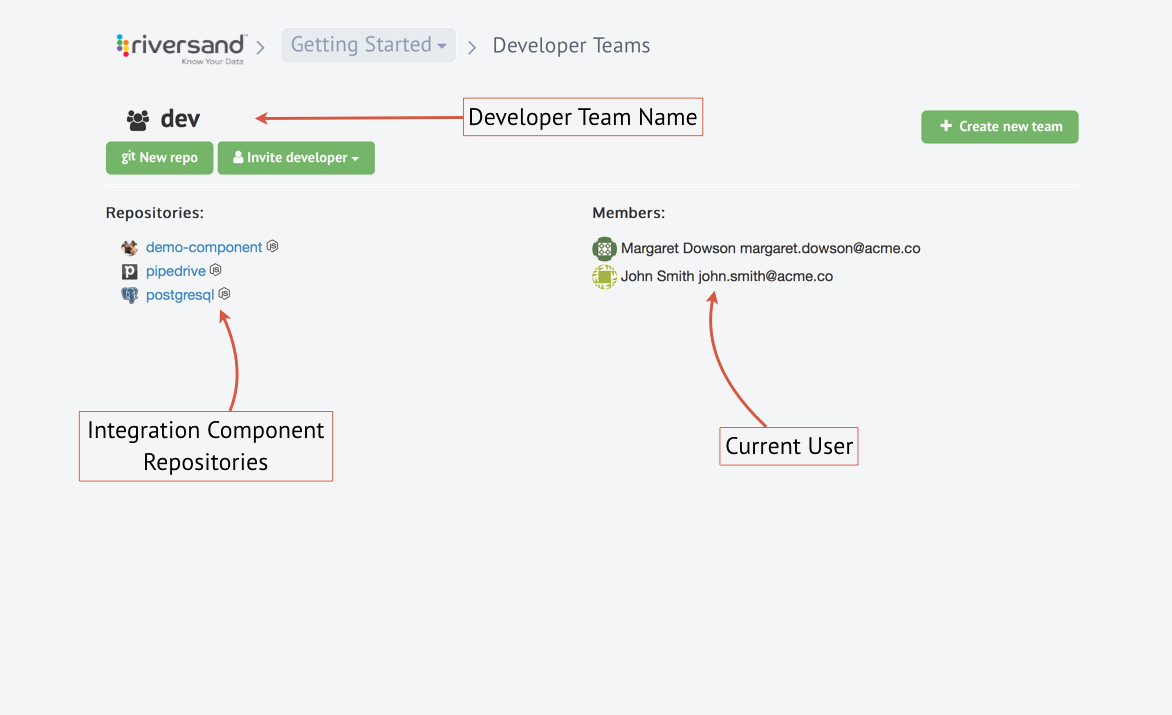 riversand
Know Your Data
Getting Started
Developer Teams
dev
Developer Team Name
Create new team
git New repo
Invite developer
Repositories:
demo-component
pipedrive
postgresql
Members:
Margaret Dowson margaret.dowson@acme.co
John Smith john.smith@acme.co
Integration Component
Repositories
Current User